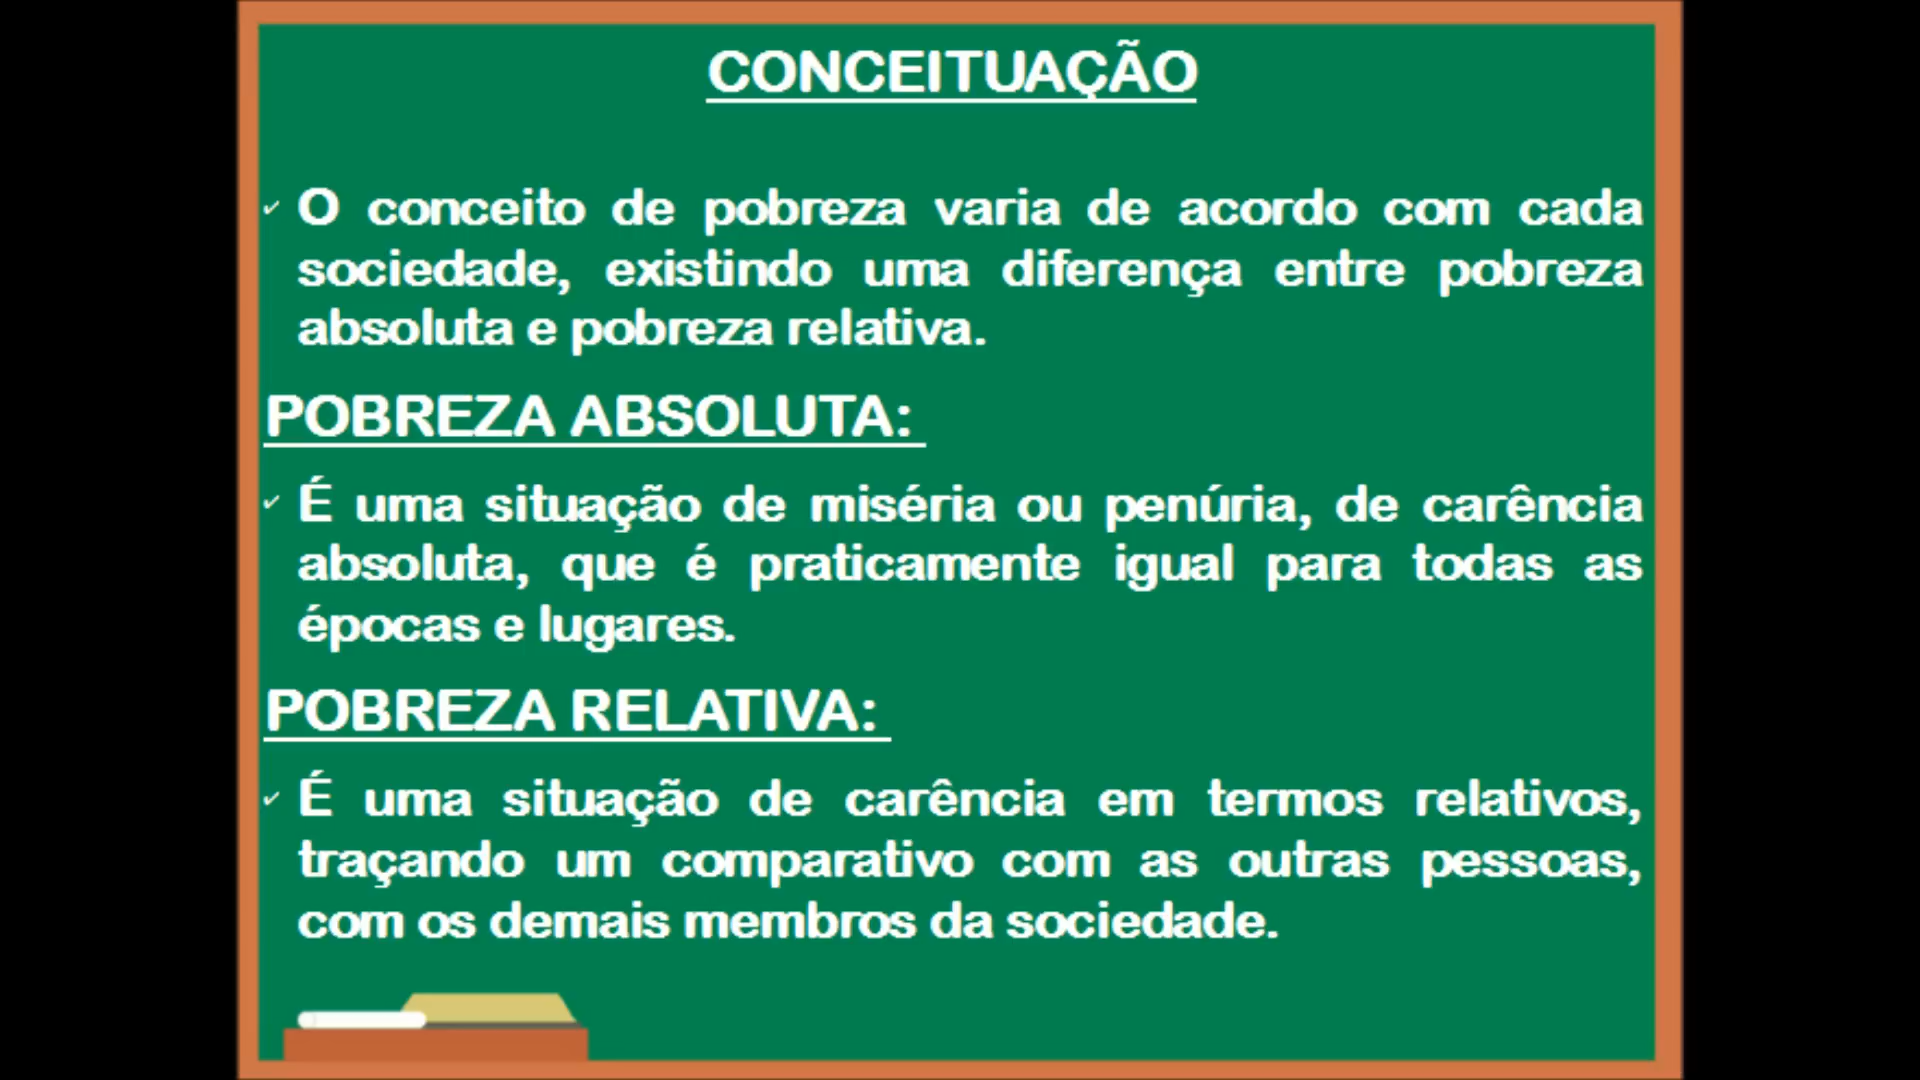 CONCEITUAÇÃO
✓ O conceito de pobreza varia de acordo com cada
sociedade, existindo uma diferença entre pobreza
absoluta e pobreza relativa.
POBREZA ABSOLUTA:
✓ É uma situação de miséria ou penúria, de carência
absoluta, que é praticamente igual para todas as
épocas e lugares.
POBREZA RELATIVA:
✓ É uma situação de carência em termos relativos,
traçando um comparativo com as outras pessoas,
com os demais membros da sociedade.